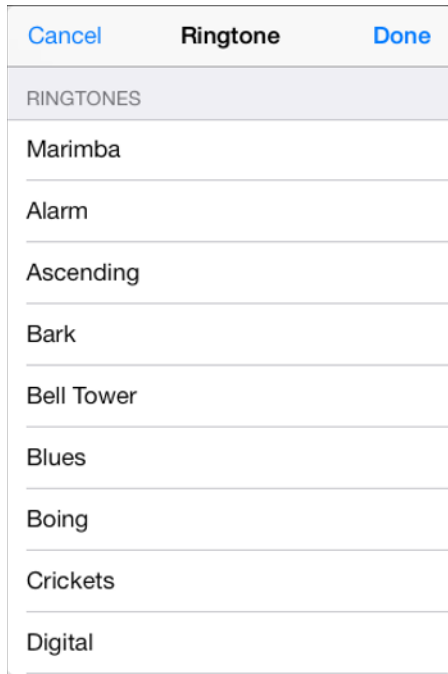 Cancel Ringtone Done
RINGTONES
Marimba
Alarm
Ascending
Bark
Bell Tower
Blues
Boing
Crickets
Digital